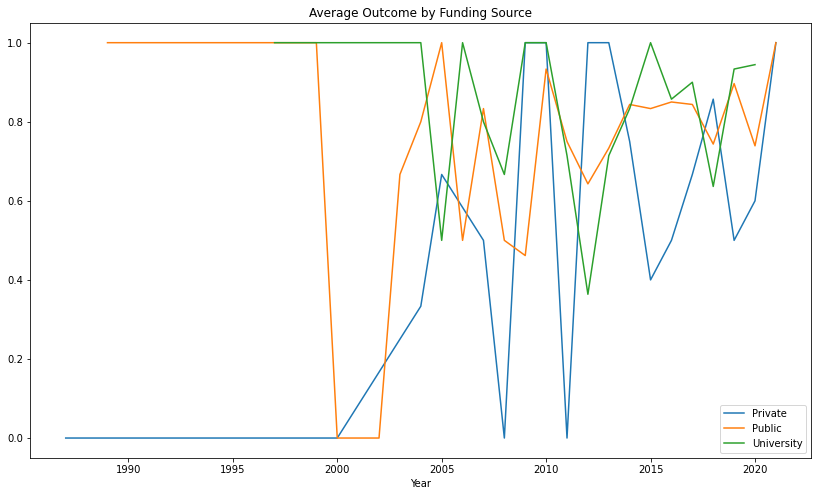 Average Outcome by Funding Source
1.0
0.8
0.6
0.4
0.2
0.0
1990 1995 2000 2005 2010 2015 2020
Year
Private
Public
University